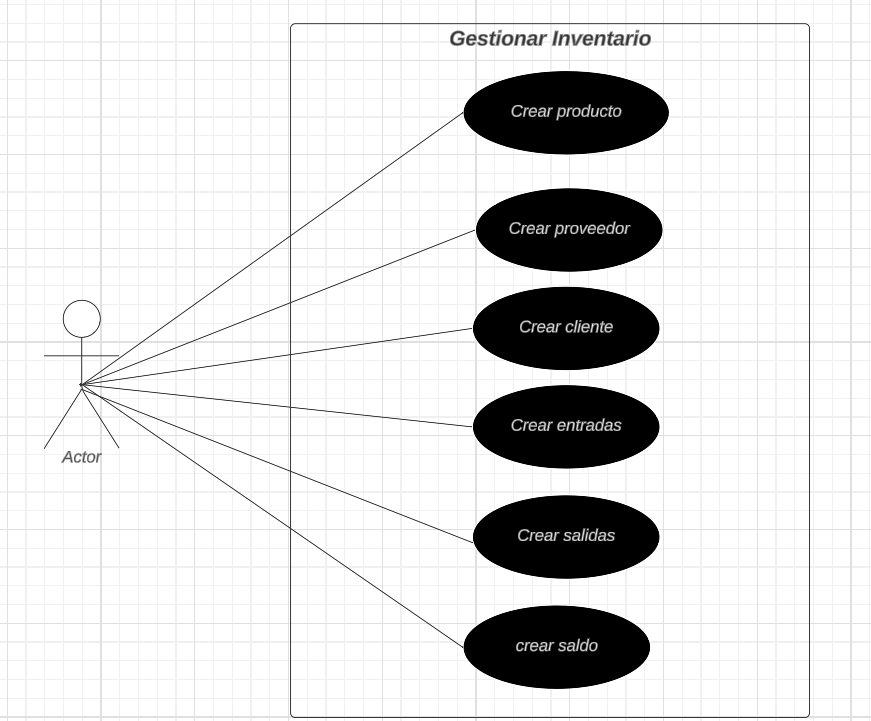 Gestionar Inventario
Crear producto
Crear proveedor
Crear cliente
Crear entradas
Actor
Crear salidas
crear saldo